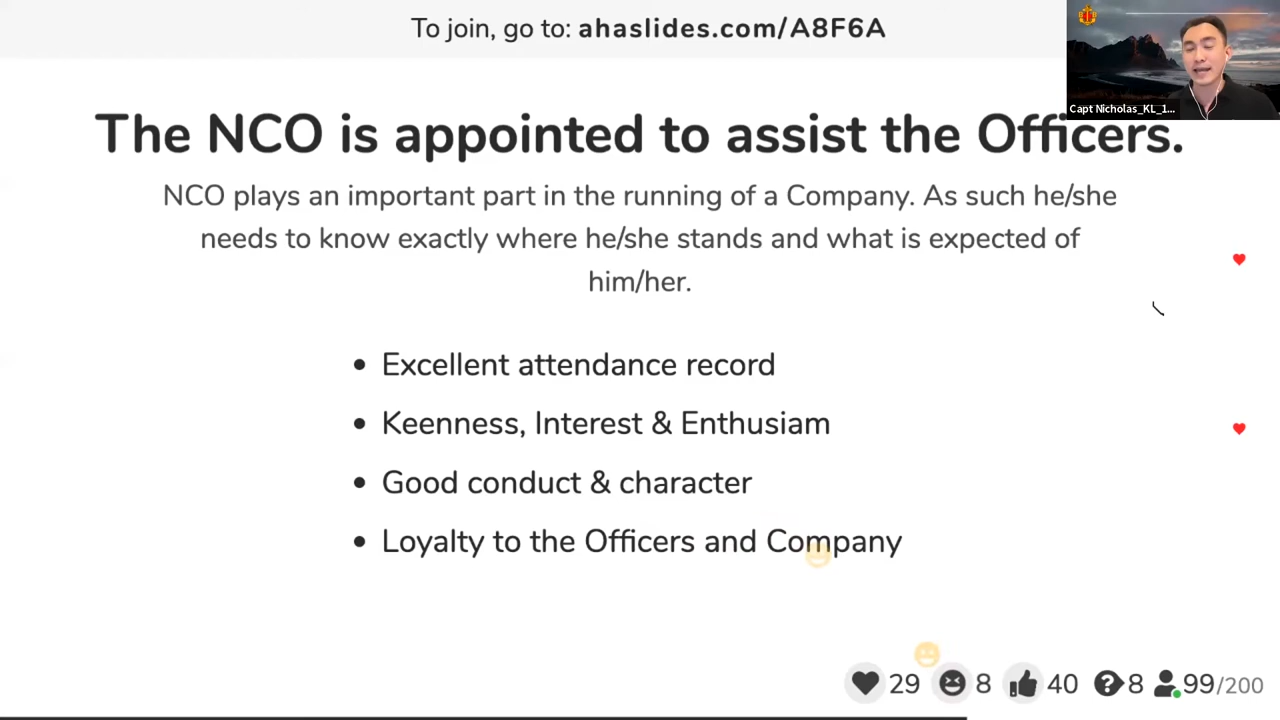 To join, go to: ahaslides.com/A8F6A
Capt Nicholas_KL_1...
The NCO is appointed to assist the Officers.
NCO plays an important part in the running of a Company. As such he/she
needs to know exactly where he/she stands and what is expected of
him/her.
• Excellent attendance record
• Keenness, Interest & Enthusiam
• Good conduct & character
• Loyalty to the Officers and Company
29 8 40 8 99/200